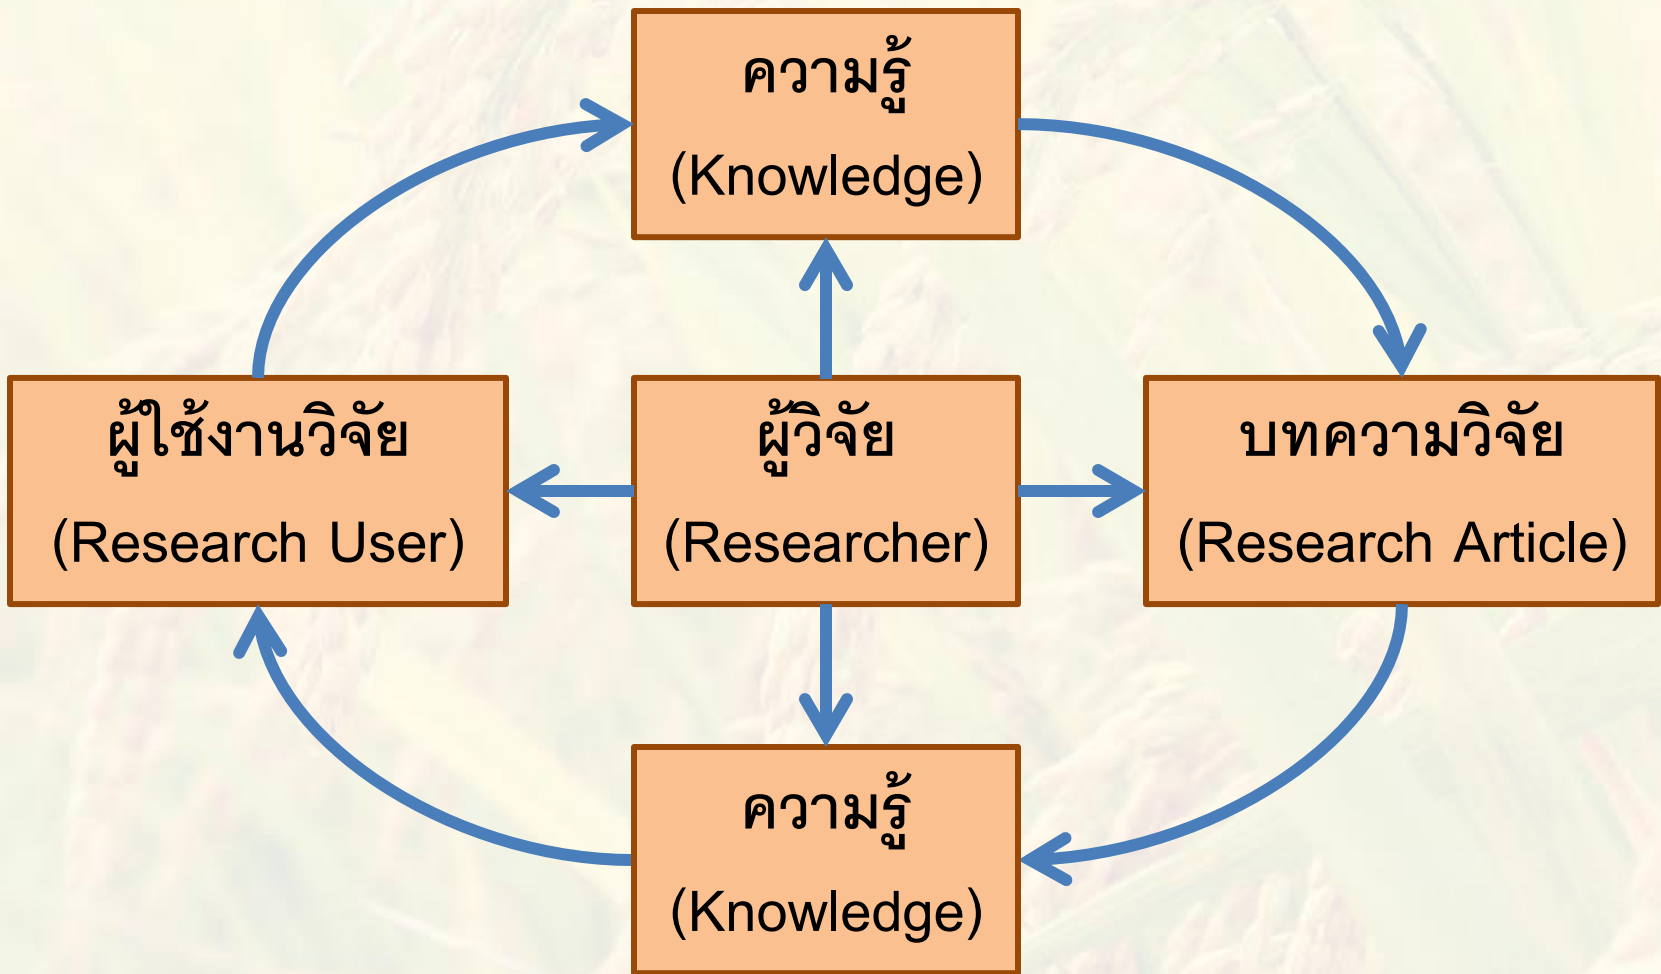 ความรู้
(Knowledge)
ผู้ใช้งานวิจัย
(Research User)
ผู้วิจัย
(Researcher)
บทความวิจัย
(Research Article)
ความรู้
(Knowledge)